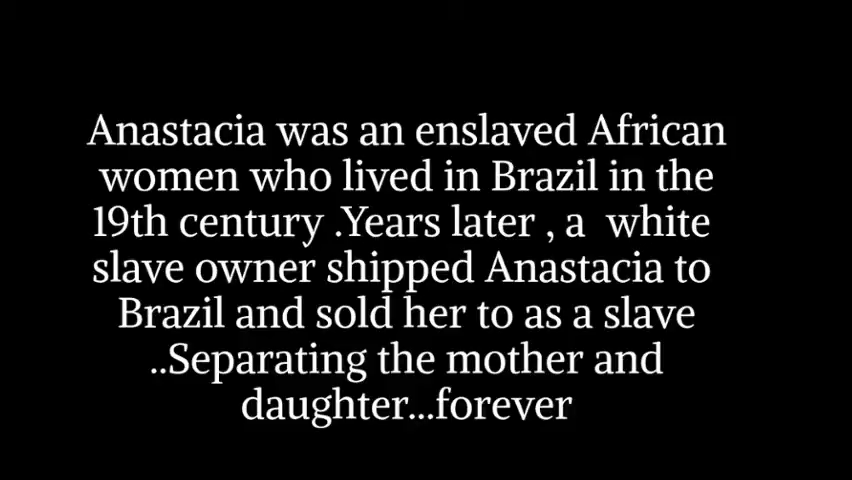 Anastacia was an enslaved African
women who lived in Brazil in the
19th century .Years later , a  white
slave owner shipped Anastacia to
Brazil and sold her to as a slave
..Separating the mother and
daughter...forever